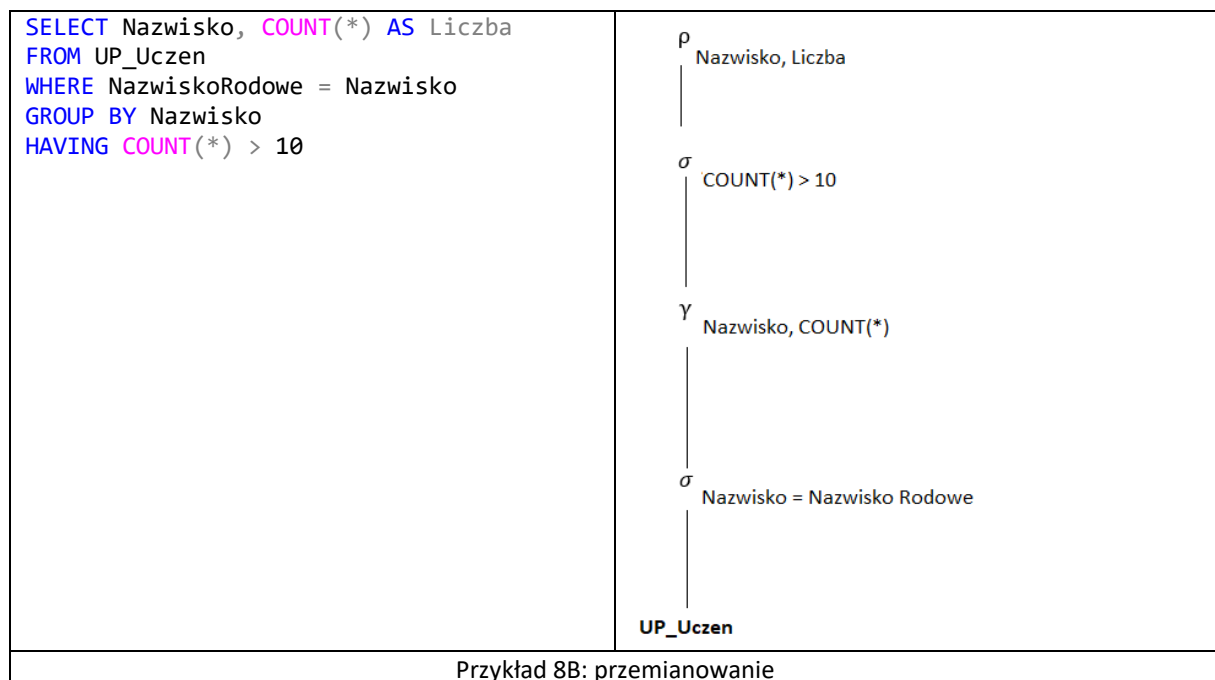 SELECT Nazwisko, COUNT(*) AS Liczba
FROM UP_Uczen
WHERE NazwiskoRodowe = Nazwisko
GROUP BY Nazwisko
HAVING COUNT(*) > 10
ρ
Nazwisko, Liczba
σ
COUNT(*) > 10
γ
Nazwisko, COUNT(*)
σ
Nazwisko = Nazwisko Rodowe
UP_Uczen
Przykład 8B: przemianowanie